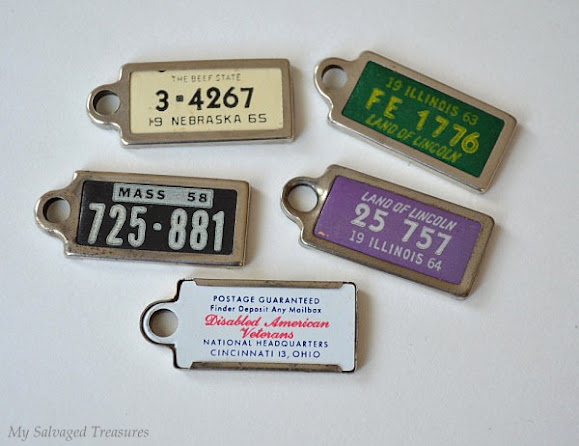 THE BEEF STATE
3-4267
19 NEBRASKA 65
19 ILLINOIS 63
FE 1776
LAND OF LINCOLN
MASS 58
725·881
LAND OF LINCOLN
25 757
19 ILLINOIS 64
POSTAGE GUARANTEED
Finder Deposit Any Mailbox
Disabled American
Veterans
NATIONAL HEADQUARTERS
CINCINNATI 13, OHIO
My Salvaged Treasures